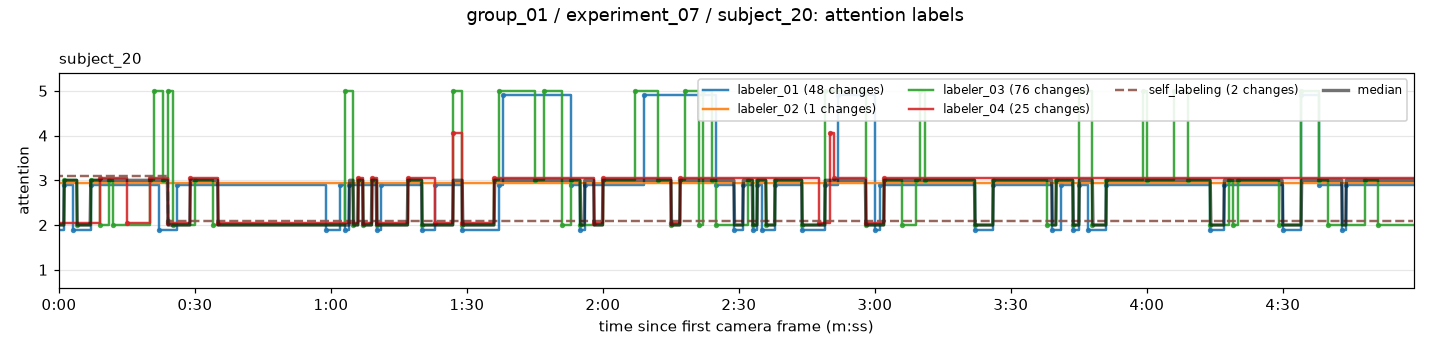 group_01 / experiment_07 / subject_20: attention labels
subject_20
labeler_01 (48 changes)
labeler_02 (1 changes)
labeler_03 (76 changes)
labeler_04 (25 changes)
self_labeling (2 changes)
median
attention
5
4
3
2
1
0:00 0:30 1:00 1:30 2:00 2:30 3:00 3:30 4:00 4:30
time since first camera frame (m:ss)